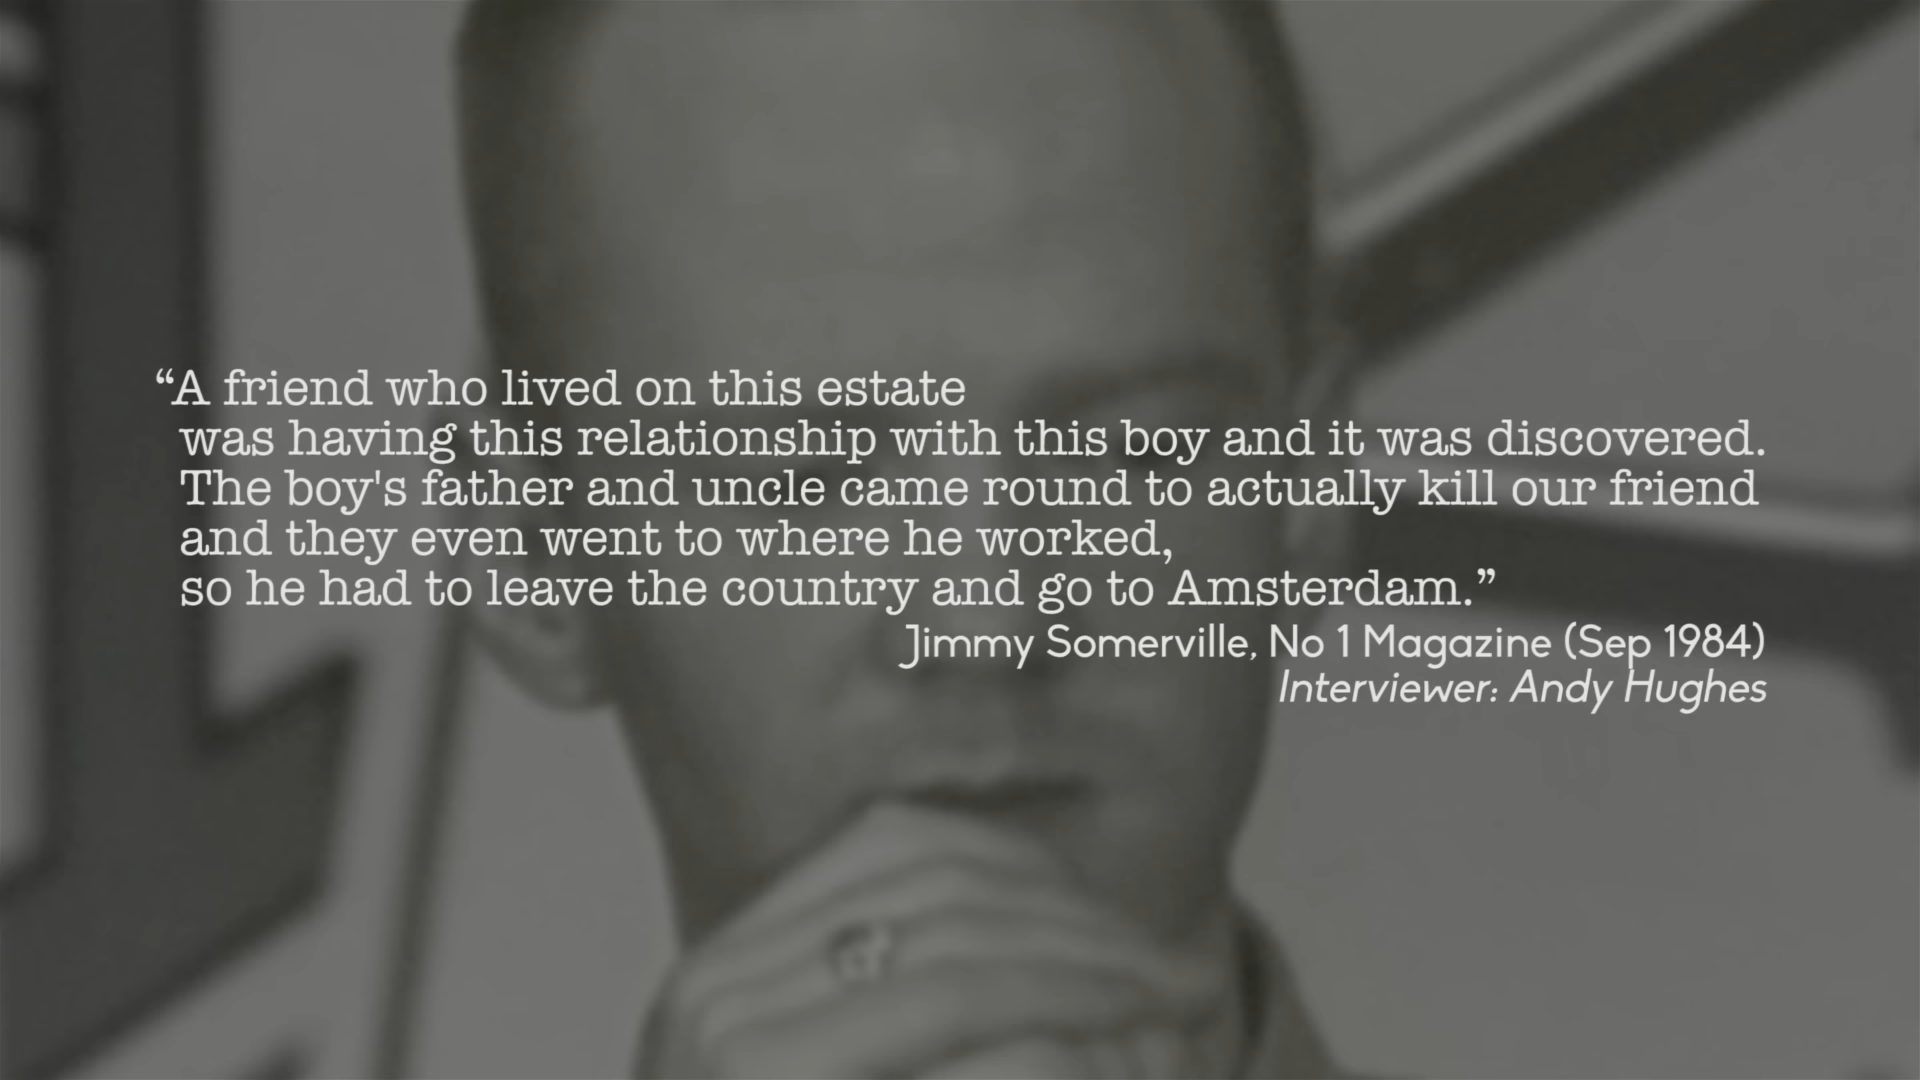 “A friend who lived on this estate
was having this relationship with this boy and it was discovered.
The boy's father and uncle came round to actually kill our friend
and they even went to where he worked,
so he had to leave the country and go to Amsterdam.”
Jimmy Somerville, No 1 Magazine (Sep 1984)
Interviewer: Andy Hughes